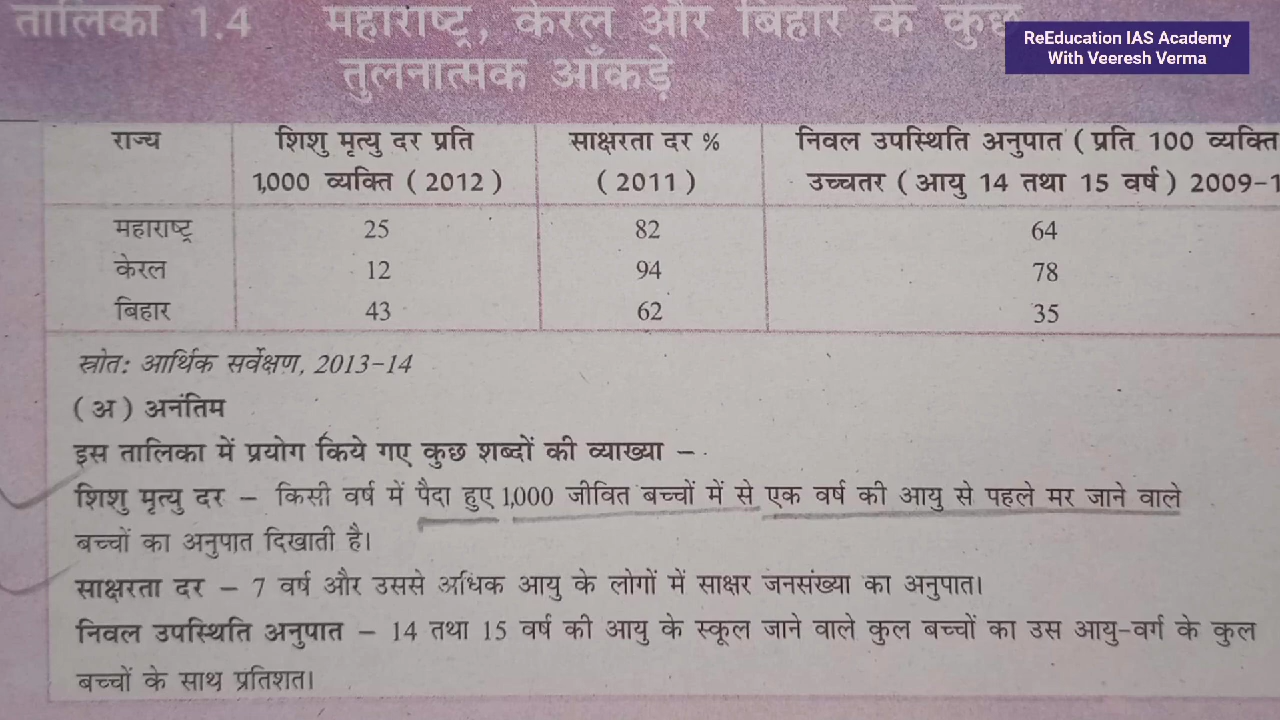 तालिका 1.4 महाराष्ट्र, केरल और बिहार के कुछ
तुलनात्मक आँकड़े
ReEducation IAS Academy
With Veeresh Verma
राज्य शिशु मृत्यु दर प्रति साक्षरता दर % निवल उपस्थिति अनुपात ( प्रति 100 व्यक्ति
1,000 व्यक्ति ( 2012 ) ( 2011 ) उच्चतर ( आयु 14 तथा 15 वर्ष ) 2009-1
महाराष्ट्र 25 82 64
केरल 12 94 78
बिहार 43 62 35
स्रोत: आर्थिक सर्वेक्षण, 2013-14
( अ ) अनंतिम
इस तालिका में प्रयोग किये गए कुछ शब्दों की व्याख्या –
शिशु मृत्यु दर – किसी वर्ष में पैदा हुए 1,000 जीवित बच्चों में से एक वर्ष की आयु से पहले मर जाने वाले
बच्चों का अनुपात दिखाती है।
साक्षरता दर – 7 वर्ष और उससे अधिक आयु के लोगों में साक्षर जनसंख्या का अनुपात।
निवल उपस्थिति अनुपात – 14 तथा 15 वर्ष की आयु के स्कूल जाने वाले कुल बच्चों का उस आयु-वर्ग के कुल
बच्चों के साथ प्रतिशत।